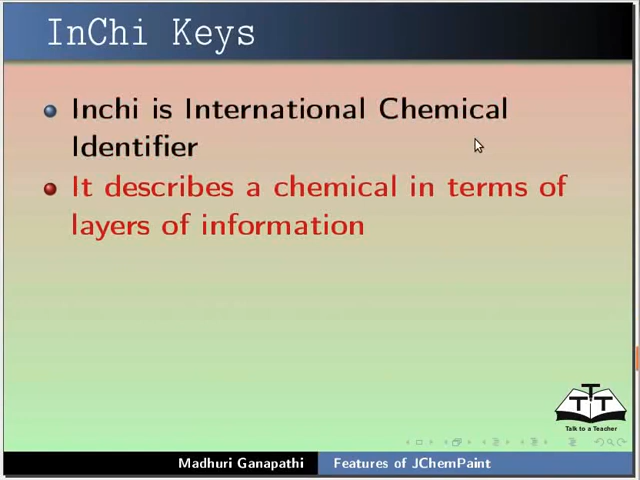 InChi Keys
Inchi is International Chemical
Identifier
It describes a chemical in terms of
layers of information
T T T
Talk to a Teacher
Madhuri Ganapathi Features of JChemPaint